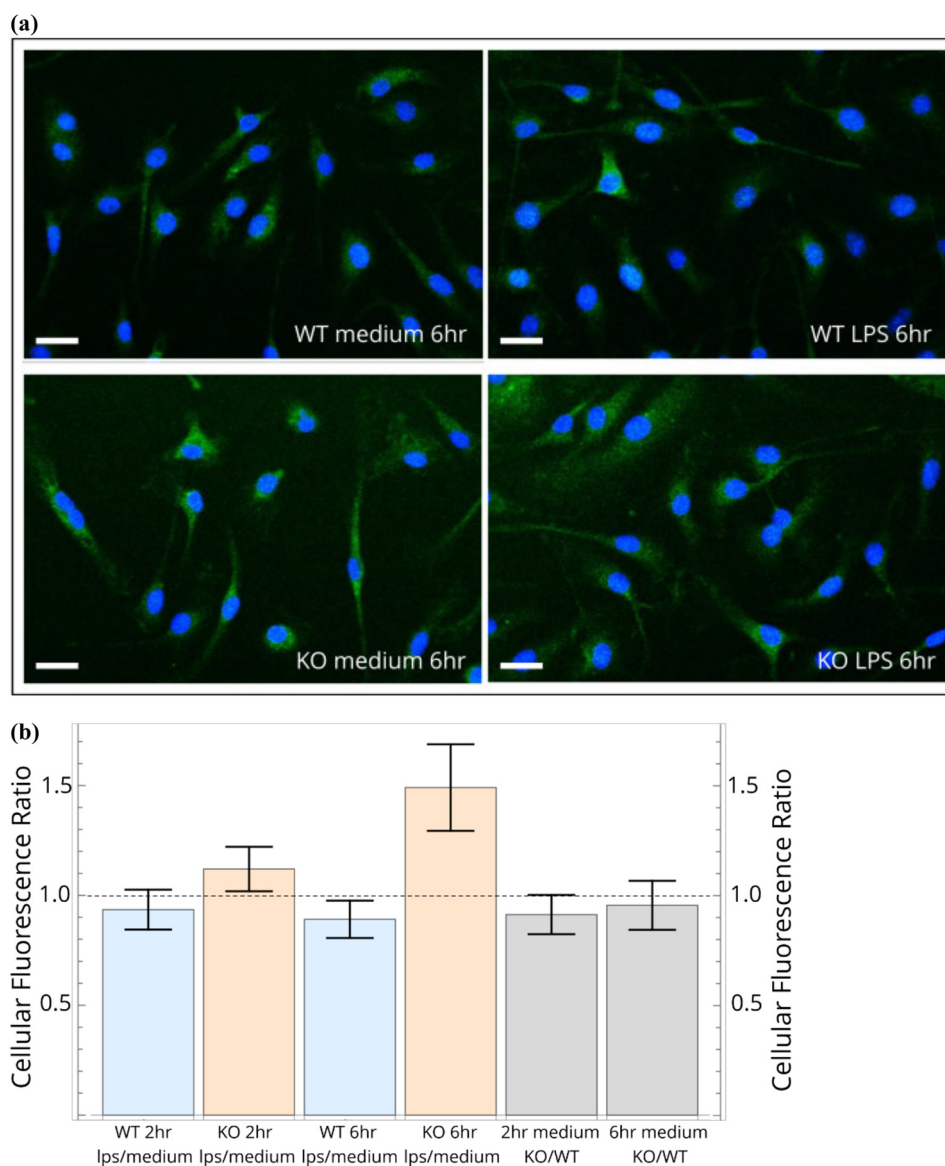 (a)
WT medium 6hr
WT LPS 6hr
KO medium 6hr
KO LPS 6hr
(b)
Cellular Fluorescence Ratio
1.5
1.0
0.5
1.5
1.0
0.5
Cellular Fluorescence Ratio
WT 2hr
lps/medium
KO 2hr
lps/medium
WT 6hr
lps/medium
KO 6hr
lps/medium
2hr medium
KO/WT
6hr medium
KO/WT